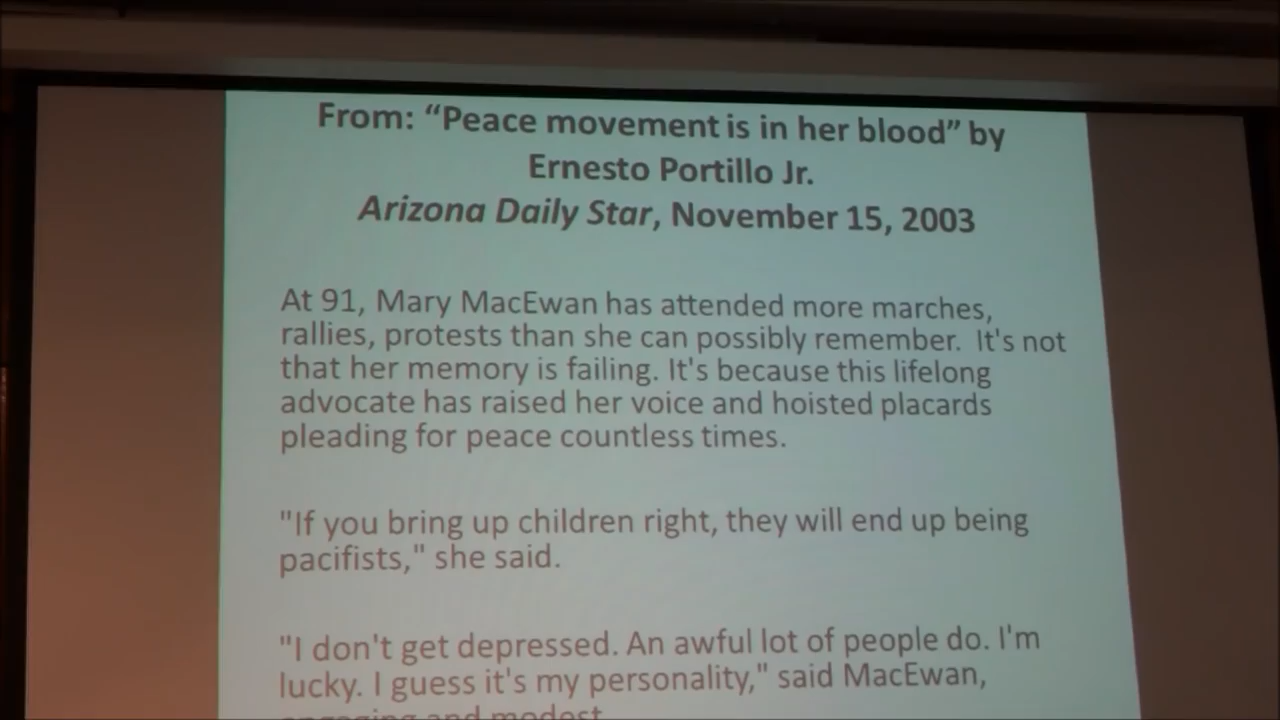 From: “Peace movement is in her blood” by
Ernesto Portillo Jr.
Arizona Daily Star, November 15, 2003
At 91, Mary MacEwan has attended more marches,
rallies, protests than she can possibly remember.  It's not
that her memory is failing. It's because this lifelong
advocate has raised her voice and hoisted placards
pleading for peace countless times.
"If you bring up children right, they will end up being
pacifists," she said.
"I don't get depressed. An awful lot of people do. I'm
lucky. I guess it's my personality," said MacEwan,
engaging and modest